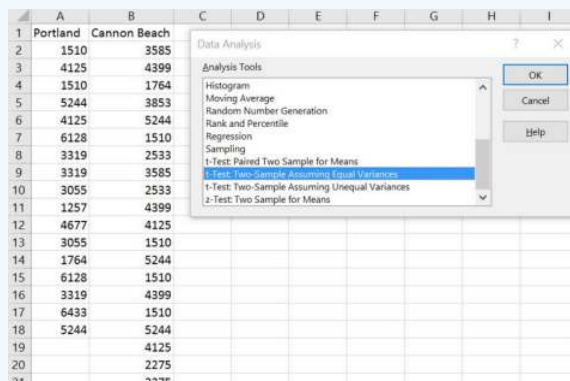 A B C D E F G H I
1 Portland Cannon Beach
2 1510 3585
3 4125 4399
4 1510 1764
5 5244 3853
6 4125 5244
7 6128 1510
8 3319 2533
9 3319 3585
10 3055 2533
11 1257 4399
12 4677 4125
13 3055 1510
14 1764 5244
15 6128 1510
16 3319 4399
17 6433 1510
18 5244 5244
19 4125
20 2275
Data Analysis ? ×
Analysis Tools
Histogram
Moving Average
Random Number Generation
Rank and Percentile
Regression
Sampling
t-Test: Paired Two Sample for Means
t-Test: Two-Sample Assuming Equal Variances
t-Test: Two-Sample Assuming Unequal Variances
z-Test: Two Sample for Means
OK
Cancel
Help